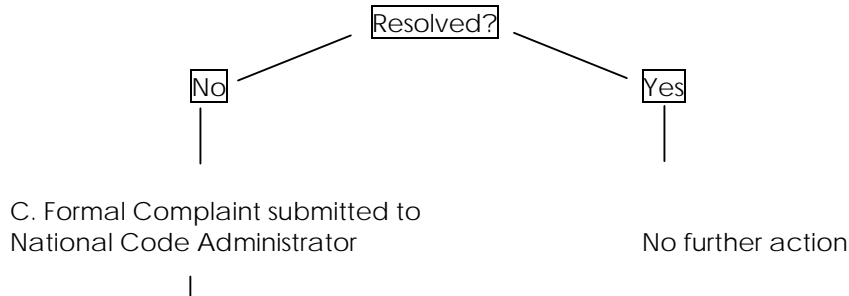 Resolved?
No
Yes
C. Formal Complaint submitted to
National Code Administrator
No further action